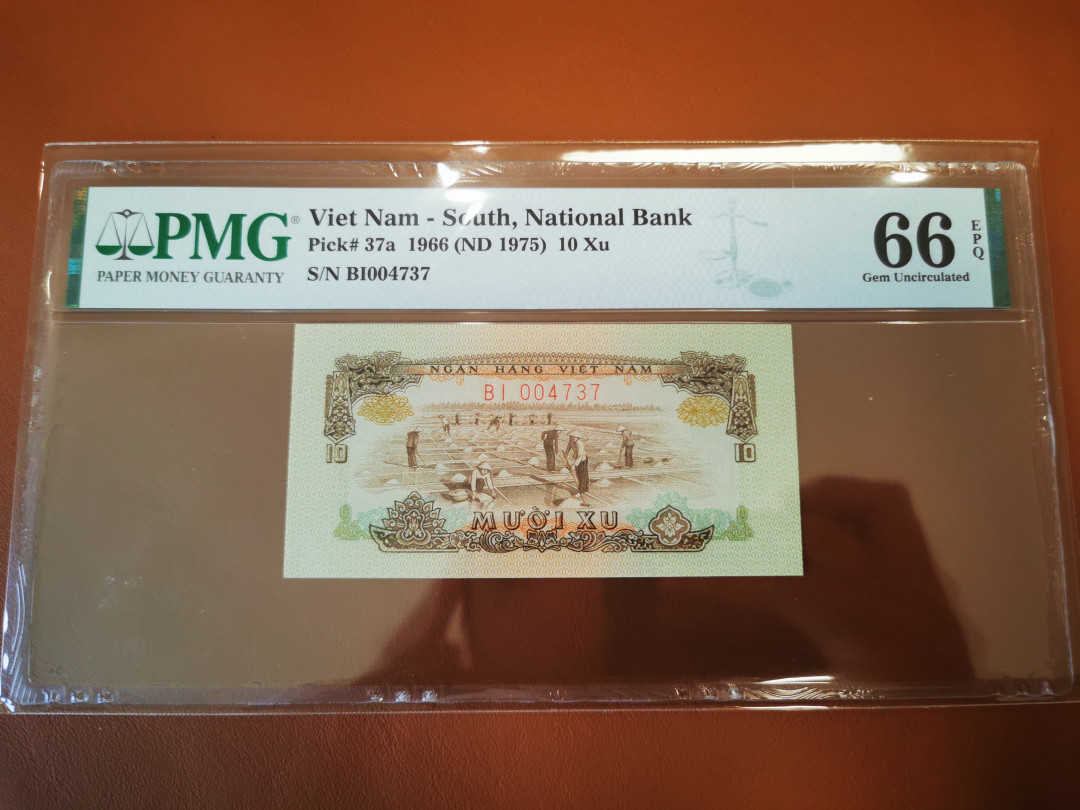 PMG®
PAPER MONEY GUARANTY
Viet Nam - South, National Bank
Pick# 37a 1966 (ND 1975) 10 Xu
S/N BI004737
66
EPQ
Gem Uncirculated
NGÂN HÀNG VIỆT NAM
BI 004737
10 10
MƯỜI XU